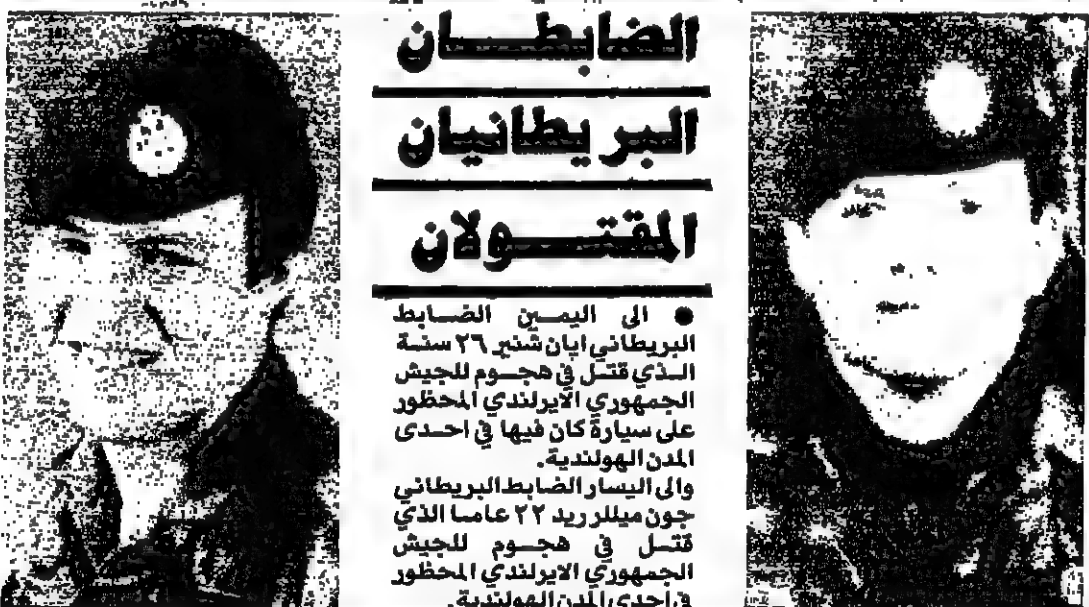 الضابطان
البريطانيان
المقتولان
● الى اليمين الضابط
البريطاني ايان شنير ٢٦ سنة
الذي قتل في هجوم للجيش
الجمهوري الايرلندي المحظور
على سيارة كان فيها في احدى
المدن الهولندية.
والى اليسار الضابط البريطاني
جون ميللر ريد ٢٢ عاما الذي
قتل في هجوم للجيش
الجمهوري الايرلندي المحظور
في احدى المدن الهولندية.